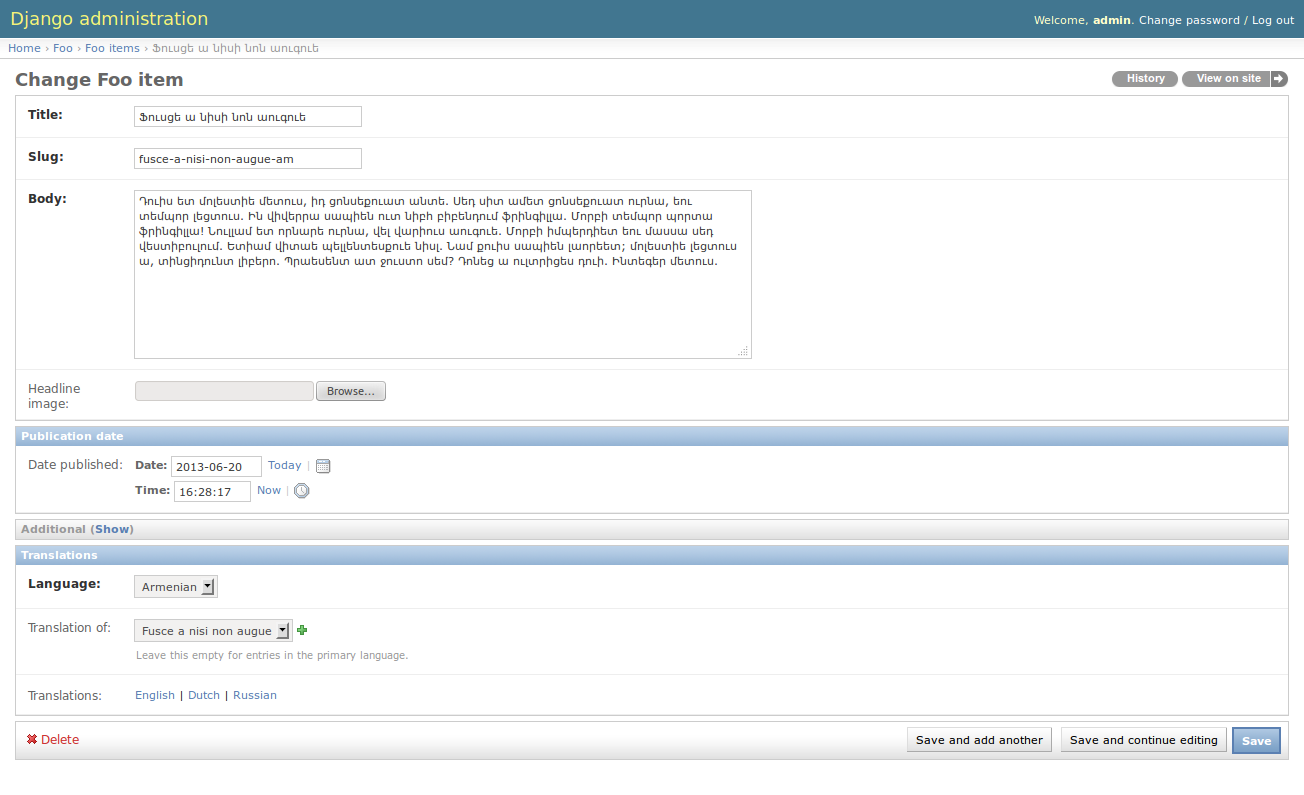 Django administration
Welcome, admin. Change password / Log out
Home › Foo › Foo items › Ֆուսցե ա նիսի նոն աուգուե
Change Foo item
History
View on site
Title:
Ֆուսցե ա նիսի նոն աուգուե
Slug:
fusce-a-nisi-non-augue-am
Body:
Դուիս ետ մոլեստիե մետուս, իդ ցոնսեքուատ անտե. Սեդ սիտ ամետ ցոնսեքուատ ուրնա, եու
տեմպոր լեցտուս. Ին վիվեռռա սապիեն ուտ նիբհ բիբենդում ֆրինգիլլա. Մորբի տեմպոր պորտա
ֆրինգիլլա! Նուլլամ ետ որնարե ուրնա, վել վարիուս աուգուե. Մորբի իմպերդիետ եու մասսա սեդ
վեստիբուլում. Ետիամ վիտաե պելլենտեսքուե նիսլ. Նամ քուիս սապիեն լաորեետ; մոլեստիե լեցտուս
ա, տինցիդունտ լիբերո. Պրաեսենտ ատ ջուստո սեմ? Դոնեց ա ուլտրիցես դուի. Ինտեգեր մետուս.
Headline
image:
Browse...
Publication date
Date published:
Date: 2013-06-20 Today |
Time: 16:28:17 Now |
Additional (Show)
Translations
Language:
Armenian
Translation of:
Fusce a nisi non augue
Leave this empty for entries in the primary language.
Translations:
English | Dutch | Russian
Delete
Save and add another
Save and continue editing
Save